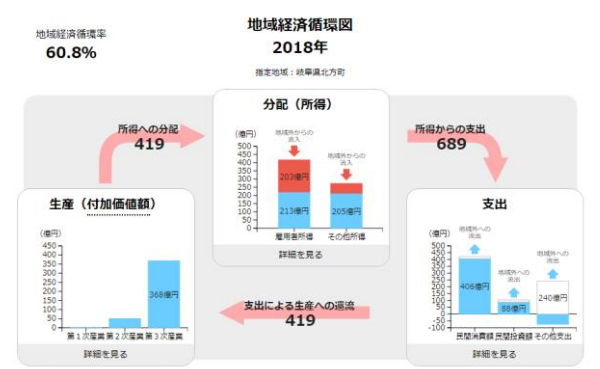 地域経済循環率
60.8%
地域経済循環図
2018年
指定地域：岐阜県北方町
分配（所得）
(億円)
地域外からの
流入
地域外からの
流入
500
450
400
350
300
250
200
150
100
50
0
203億円
213億円
205億円
雇用者所得 その他所得
詳細を見る
所得への分配
419
所得からの支出
689
生産（付加価値額）
(億円)
450
400
350
300
250
200
150
100
50
0
368億円
第1次産業 第2次産業 第3次産業
詳細を見る
支出による生産への還流
419
支出
(億円)
地域外への
流出
地域外への
流出
地域外への
流出
500
450
400
350
300
250
200
150
100
50
0
-50
-100
406億円
88億円
240億円
民間消費額 民間投資額 その他支出
詳細を見る